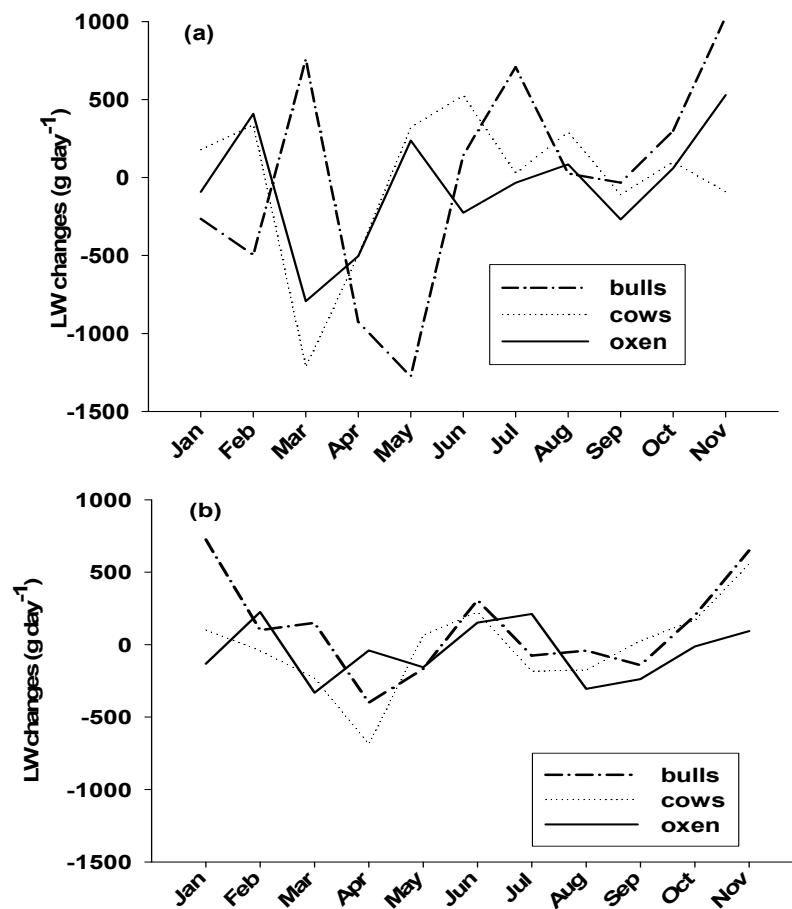 (a)
LW changes (g day-1)
1000
500
0
-500
-1000
-1500
bulls
cows
oxen
Jan Feb Mar Apr May Jun Jul Aug Sep Oct Nov
(b)
LW changes (g day-1)
1000
500
0
-500
-1000
-1500
bulls
cows
oxen
Jan Feb Mar Apr May Jun Jul Aug Sep Oct Nov